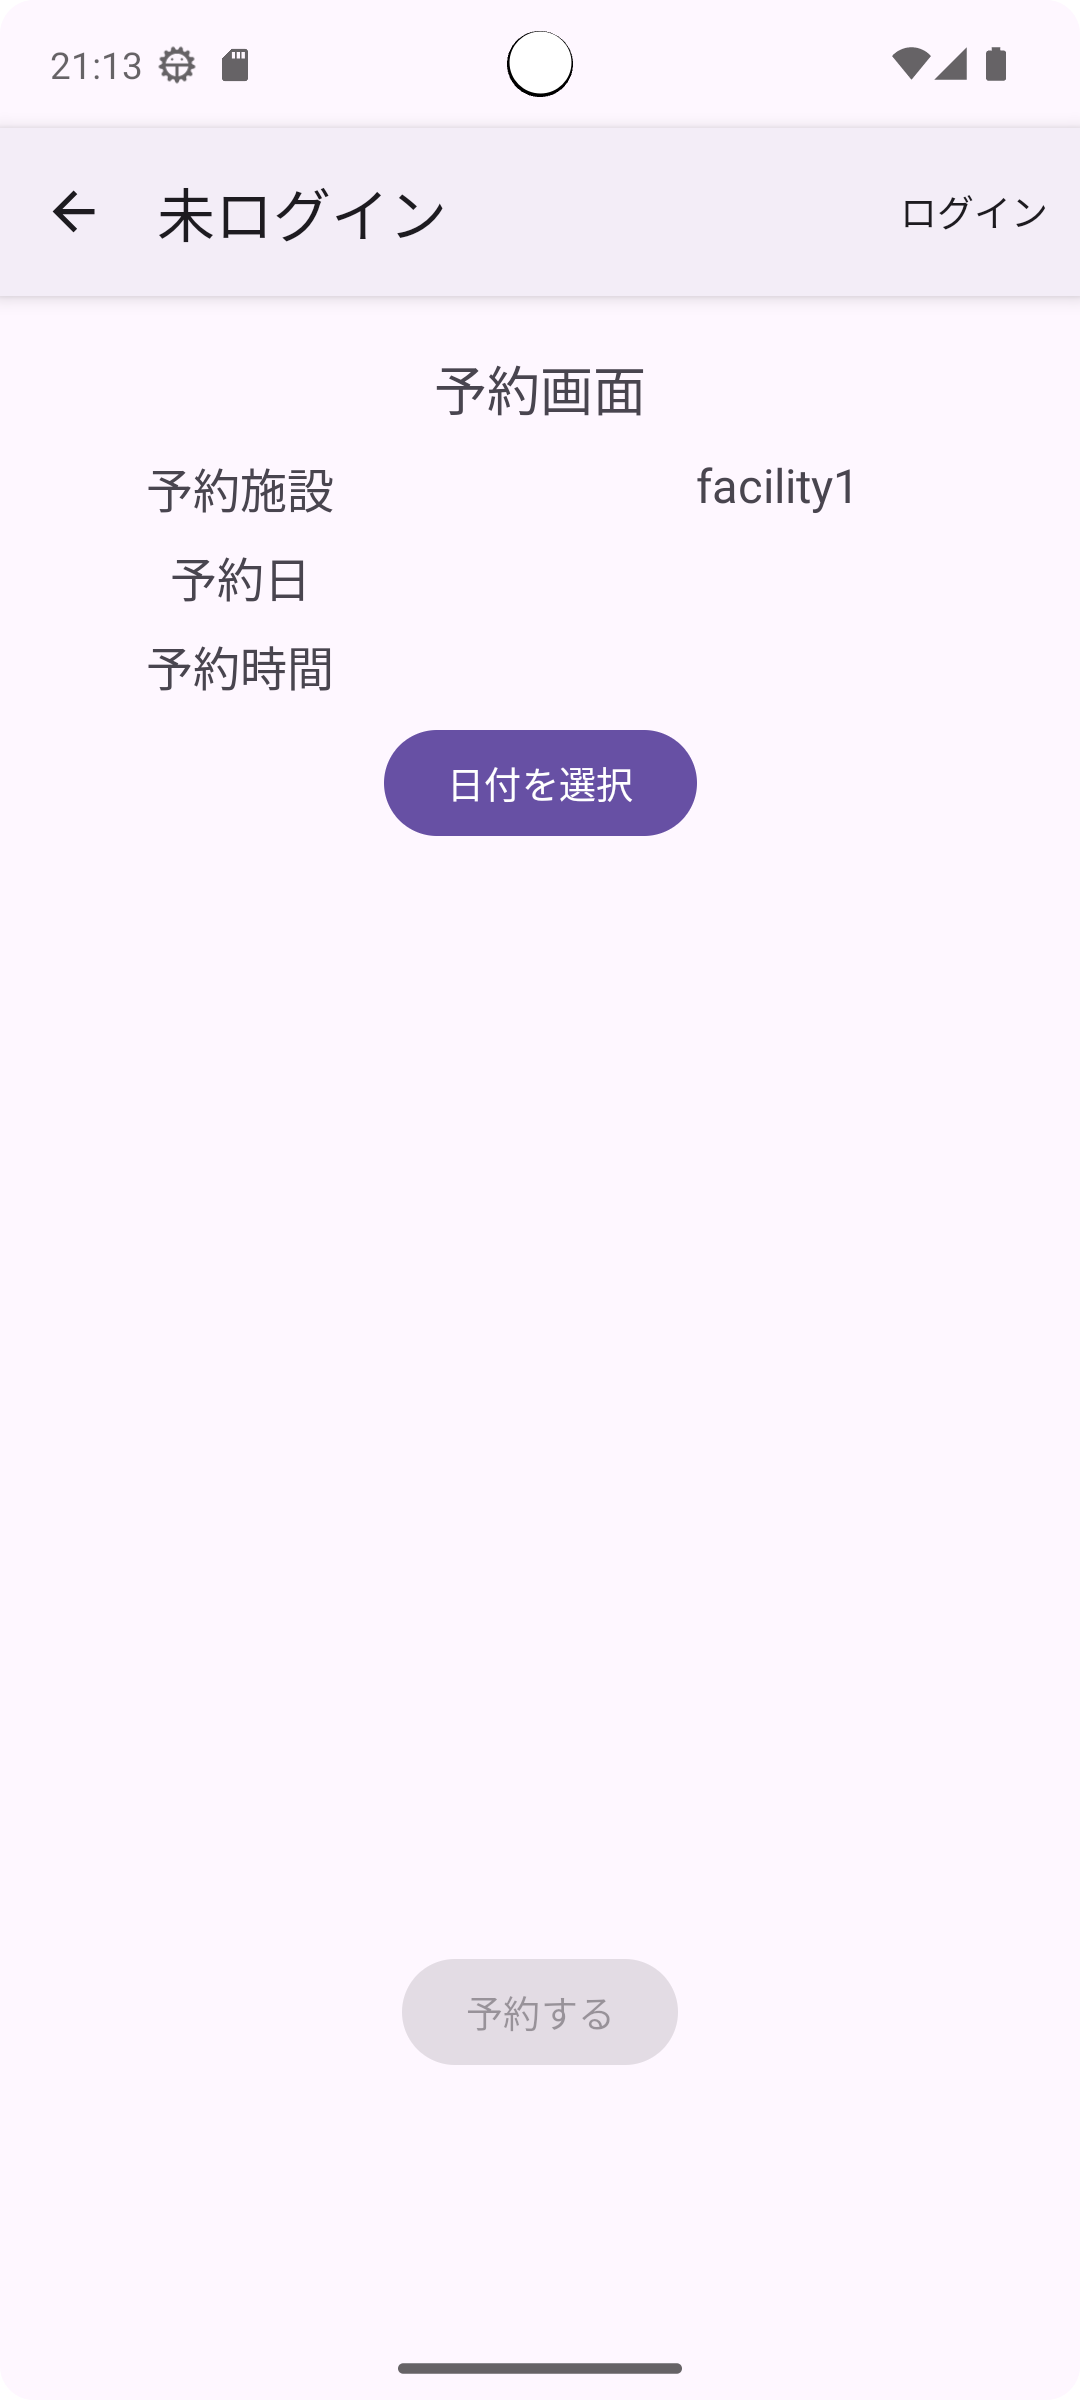 21:13
未ログイン ログイン
予約画面
予約施設 facility1
予約日
予約時間
日付を選択
予約する